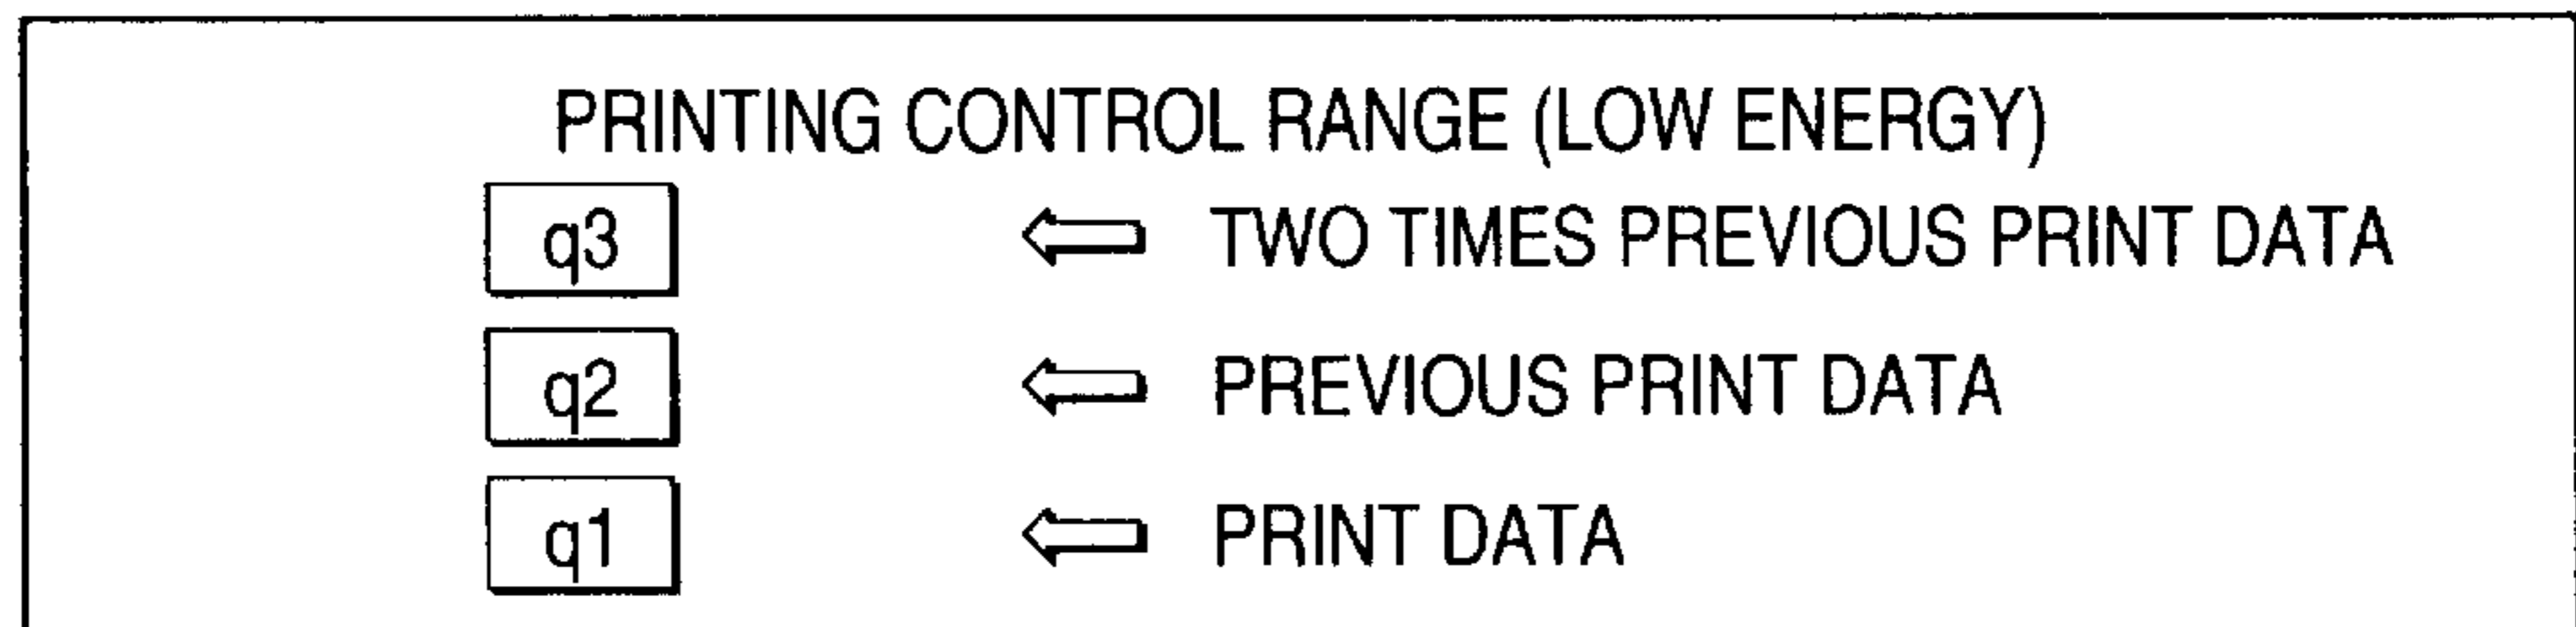 PRINTING CONTROL RANGE (LOW ENERGY)
q3 ⇐ TWO TIMES PREVIOUS PRINT DATA
q2 ⇐ PREVIOUS PRINT DATA
q1 ⇐ PRINT DATA